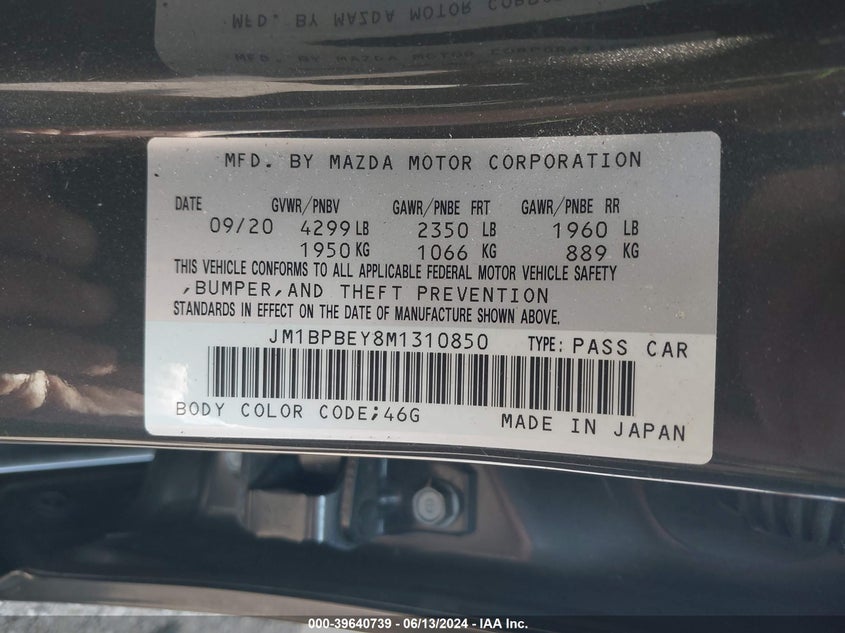 MFD. BY MAZDA MOTOR CORPORATION
DATE GVWR/PNBV GAWR/PNBE FRT GAWR/PNBE RR
09/20 4299 LB 2350 LB 1960 LB
1950 KG 1066 KG 889 KG
THIS VEHICLE CONFORMS TO ALL APPLICABLE FEDERAL MOTOR VEHICLE SAFETY
,BUMPER,AND THEFT PREVENTION
STANDARDS IN EFFECT ON THE DATE OF MANUFACTURE SHOWN ABOVE.
JM1BPBEY8M1310850 TYPE: PASS CAR
BODY COLOR CODE;46G MADE IN JAPAN
000-39640739 - 06/13/2024 - IAA Inc.